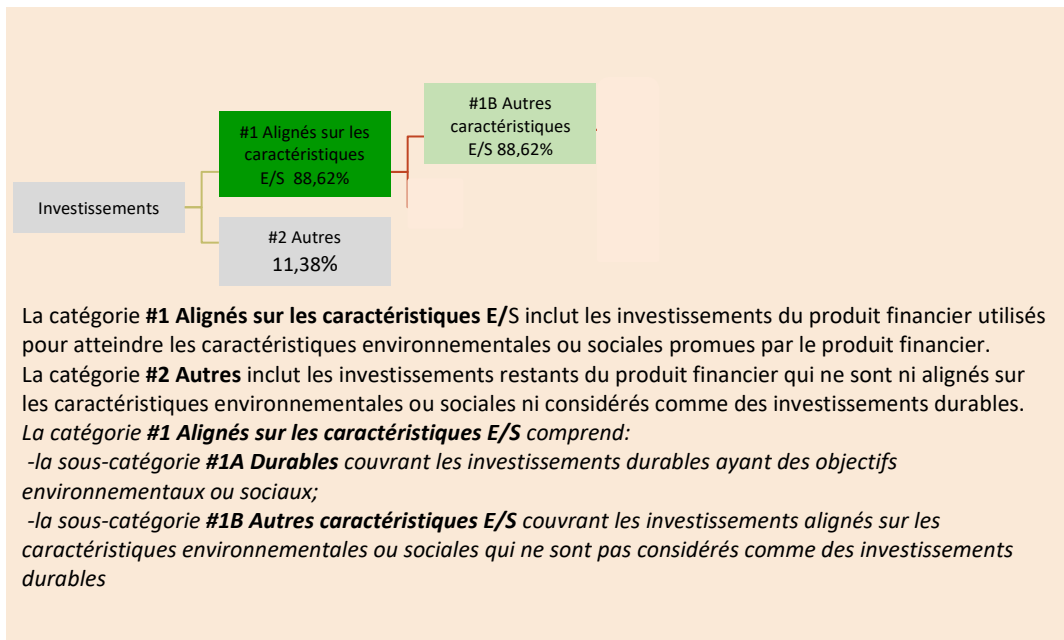 #1B Autres
caractéristiques
E/S 88,62%
#1 Alignés sur les
caractéristiques
E/S 88,62%
Investissements
#2 Autres
11,38%
La catégorie #1 Alignés sur les caractéristiques E/S inclut les investissements du produit financier utilisés
pour atteindre les caractéristiques environnementales ou sociales promues par le produit financier.
La catégorie #2 Autres inclut les investissements restants du produit financier qui ne sont ni alignés sur
les caractéristiques environnementales ou sociales ni considérés comme des investissements durables.
La catégorie #1 Alignés sur les caractéristiques E/S comprend:
-la sous-catégorie #1A Durables couvrant les investissements durables ayant des objectifs
environnementaux ou sociaux;
-la sous-catégorie #1B Autres caractéristiques E/S couvrant les investissements alignés sur les
caractéristiques environnementales ou sociales qui ne sont pas considérés comme des investissements
durables